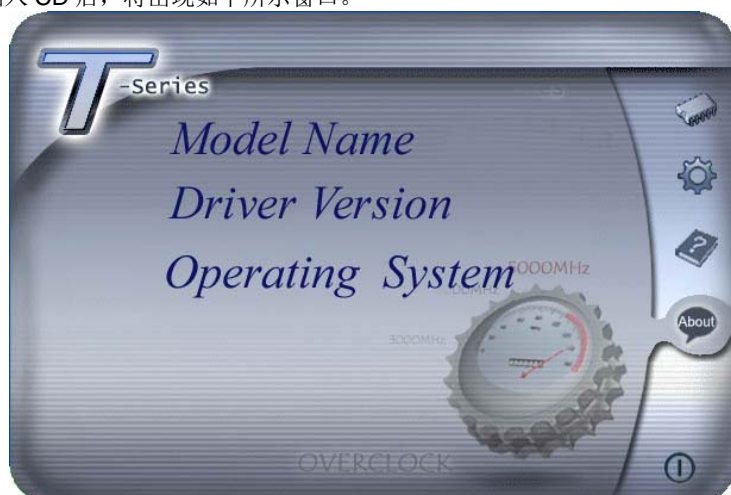 CD 后，将出现如下所示窗口。
T-Series
Model Name
Driver Version
Operating System
5000MHz
3000MHz
About
OVERCLOCK